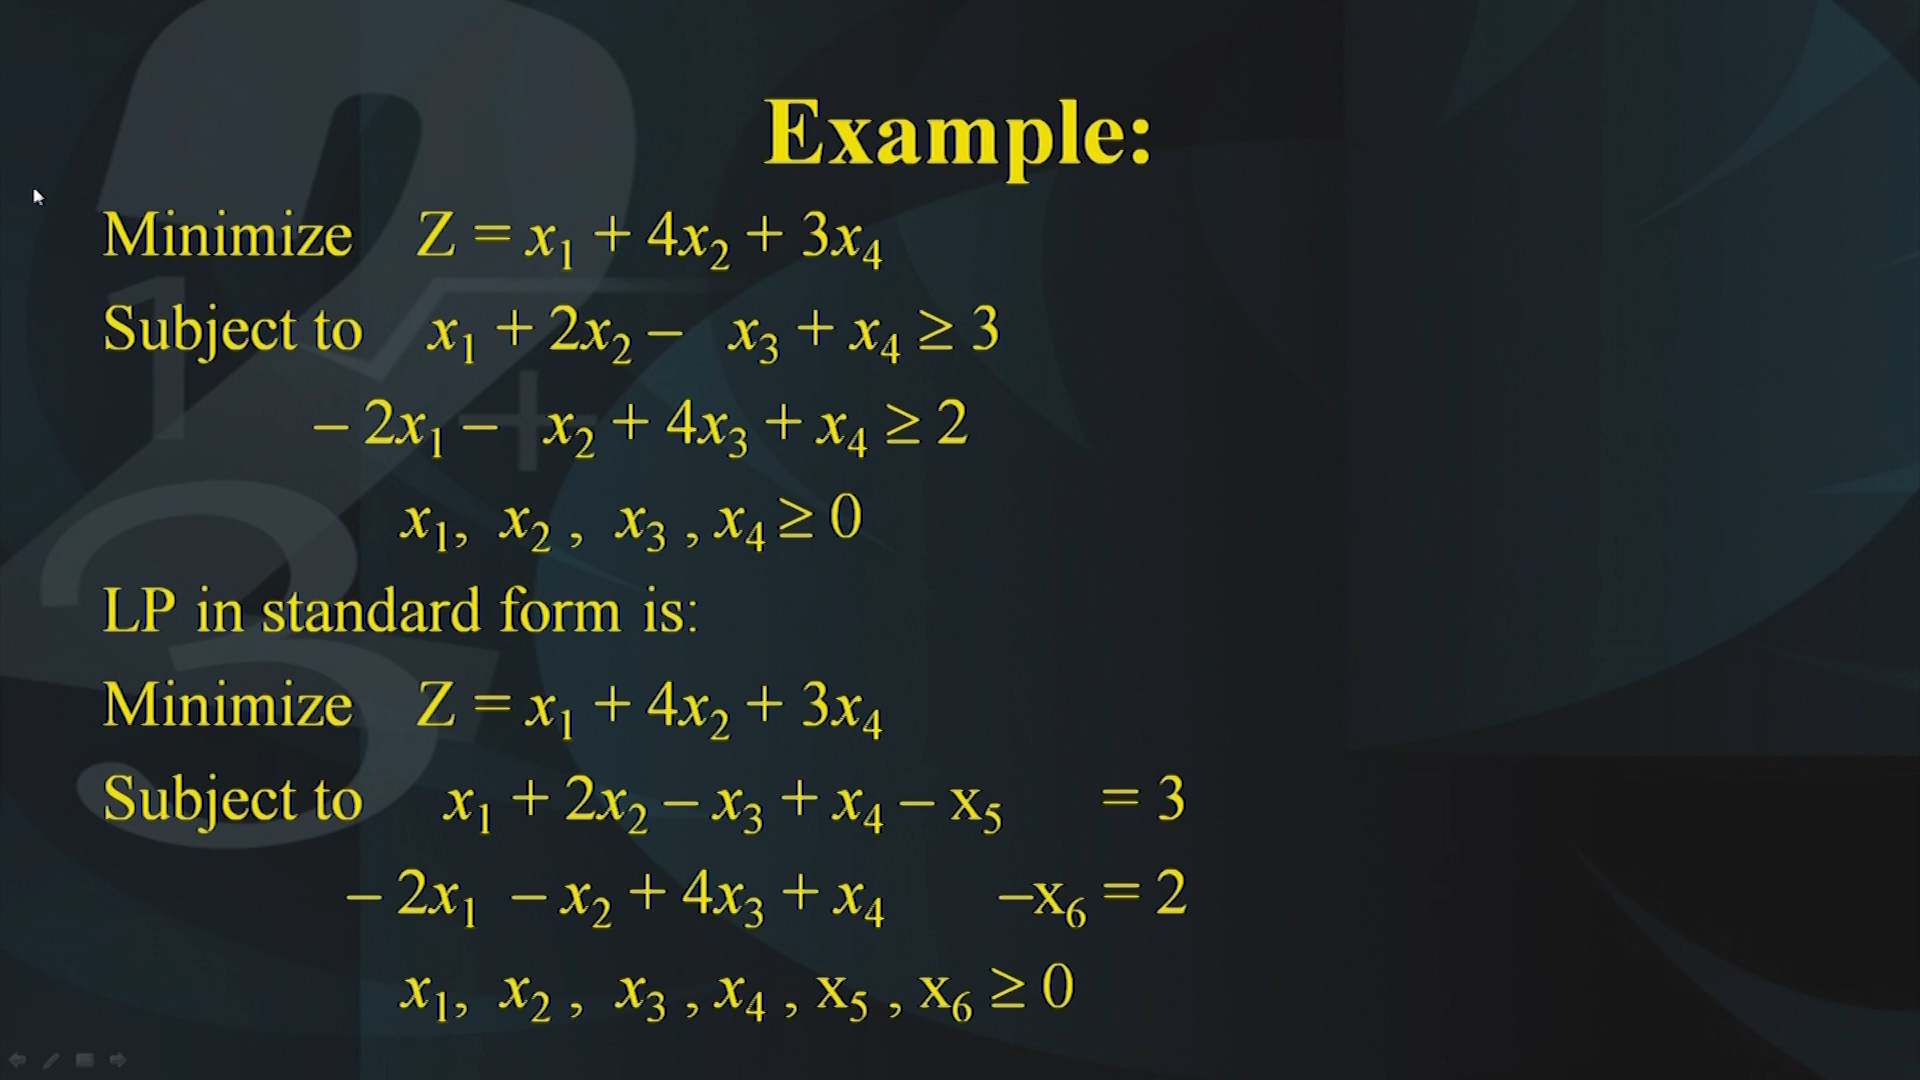 Example:
Minimize Z = x₁ + 4x₂ + 3x₄
Subject to x₁ + 2x₂ – x₃ + x₄ ≥ 3
– 2x₁ – x₂ + 4x₃ + x₄ ≥ 2
x₁, x₂ , x₃ , x₄ ≥ 0
LP in standard form is:
Minimize Z = x₁ + 4x₂ + 3x₄
Subject to x₁ + 2x₂ – x₃ + x₄ – x₅ = 3
– 2x₁ – x₂ + 4x₃ + x₄ –x₆ = 2
x₁, x₂ , x₃ , x₄ , x₅ , x₆ ≥ 0